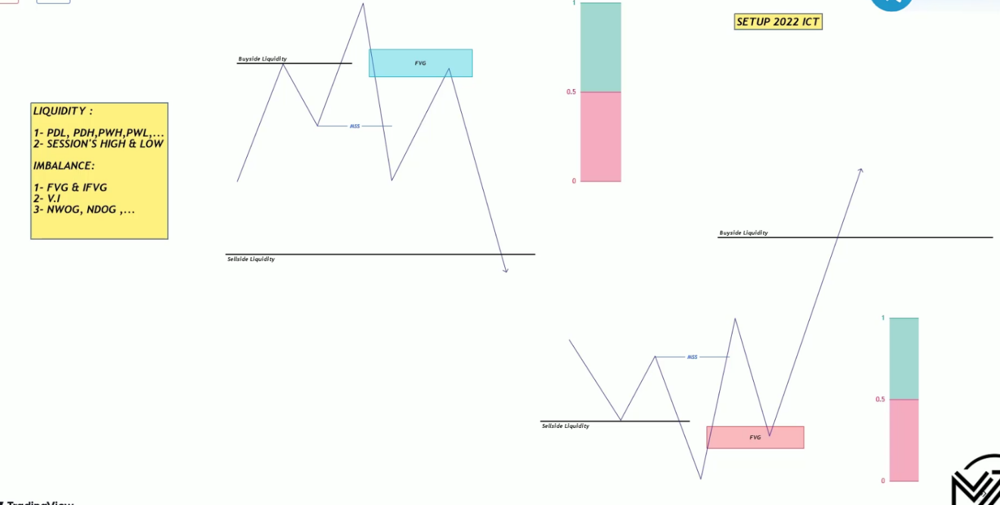 SETUP 2022 ICT
Buyside Liquidity
FVG
MSS
Sellside Liquidity
1
0.5
0
LIQUIDITY :
1- PDL, PDH,PWH,PWL,...
2- SESSION'S HIGH & LOW
IMBALANCE:
1- FVG & IFVG
2- V.I
3- NWOG, NDOG ,...
Buyside Liquidity
MSS
Sellside Liquidity
FVG
1
0.5
0
TradingView